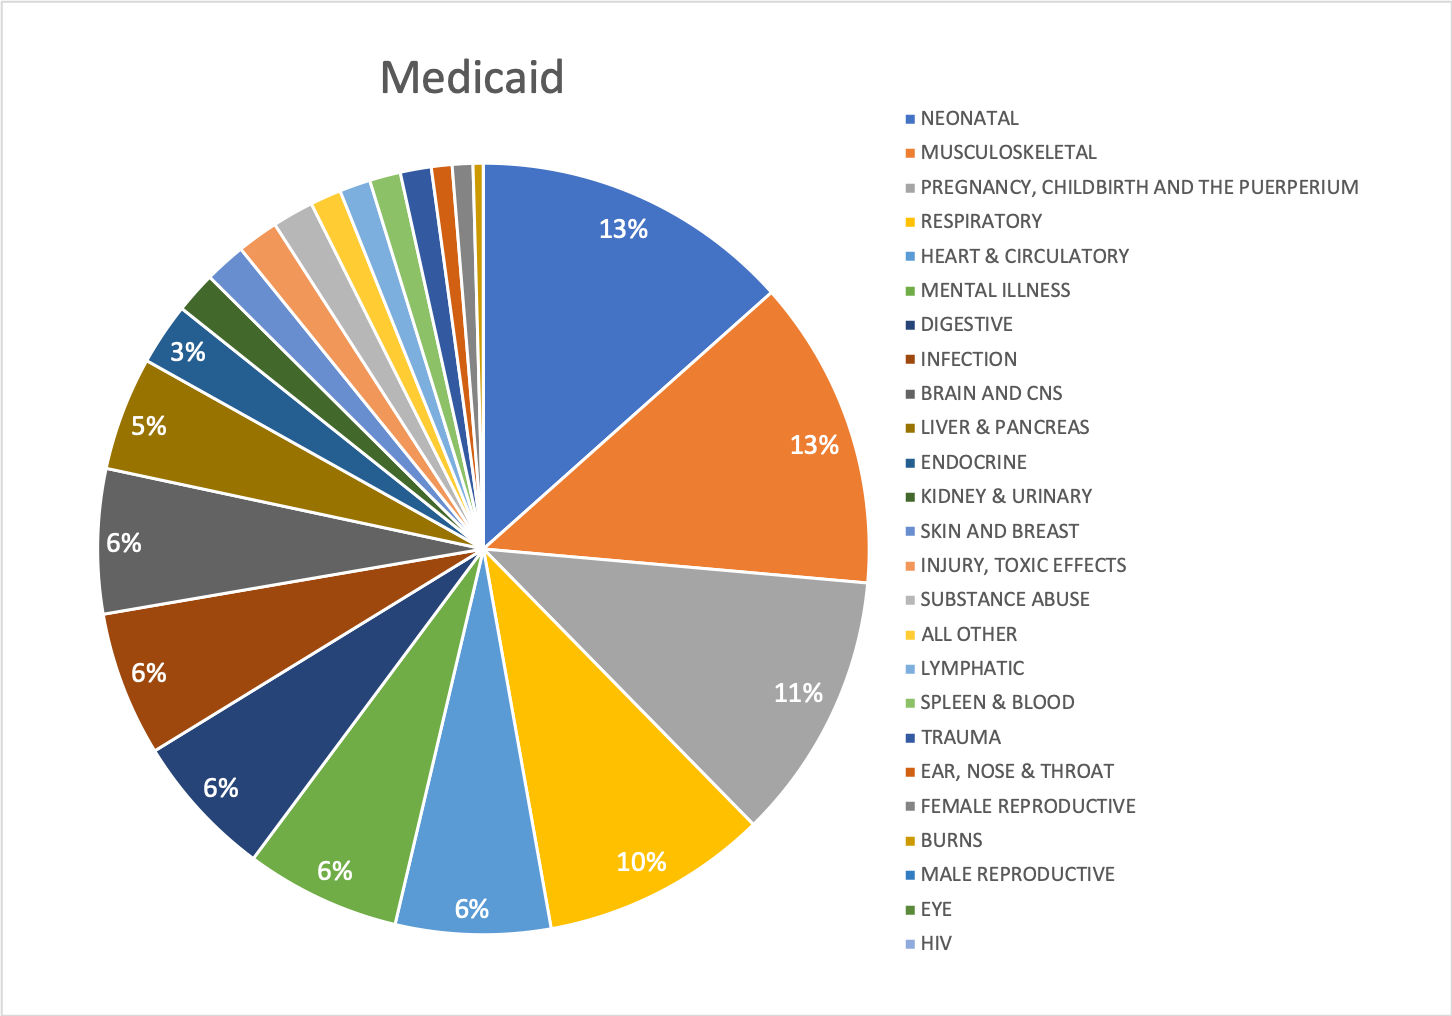 Medicaid
13%
13%
11%
10%
6%
6%
6%
6%
6%
5%
3%
NEONATAL
MUSCULOSKELETAL
PREGNANCY, CHILDBIRTH AND THE PUERPERIUM
RESPIRATORY
HEART & CIRCULATORY
MENTAL ILLNESS
DIGESTIVE
INFECTION
BRAIN AND CNS
LIVER & PANCREAS
ENDOCRINE
KIDNEY & URINARY
SKIN AND BREAST
INJURY, TOXIC EFFECTS
SUBSTANCE ABUSE
ALL OTHER
LYMPHATIC
SPLEEN & BLOOD
TRAUMA
EAR, NOSE & THROAT
FEMALE REPRODUCTIVE
BURNS
MALE REPRODUCTIVE
EYE
HIV